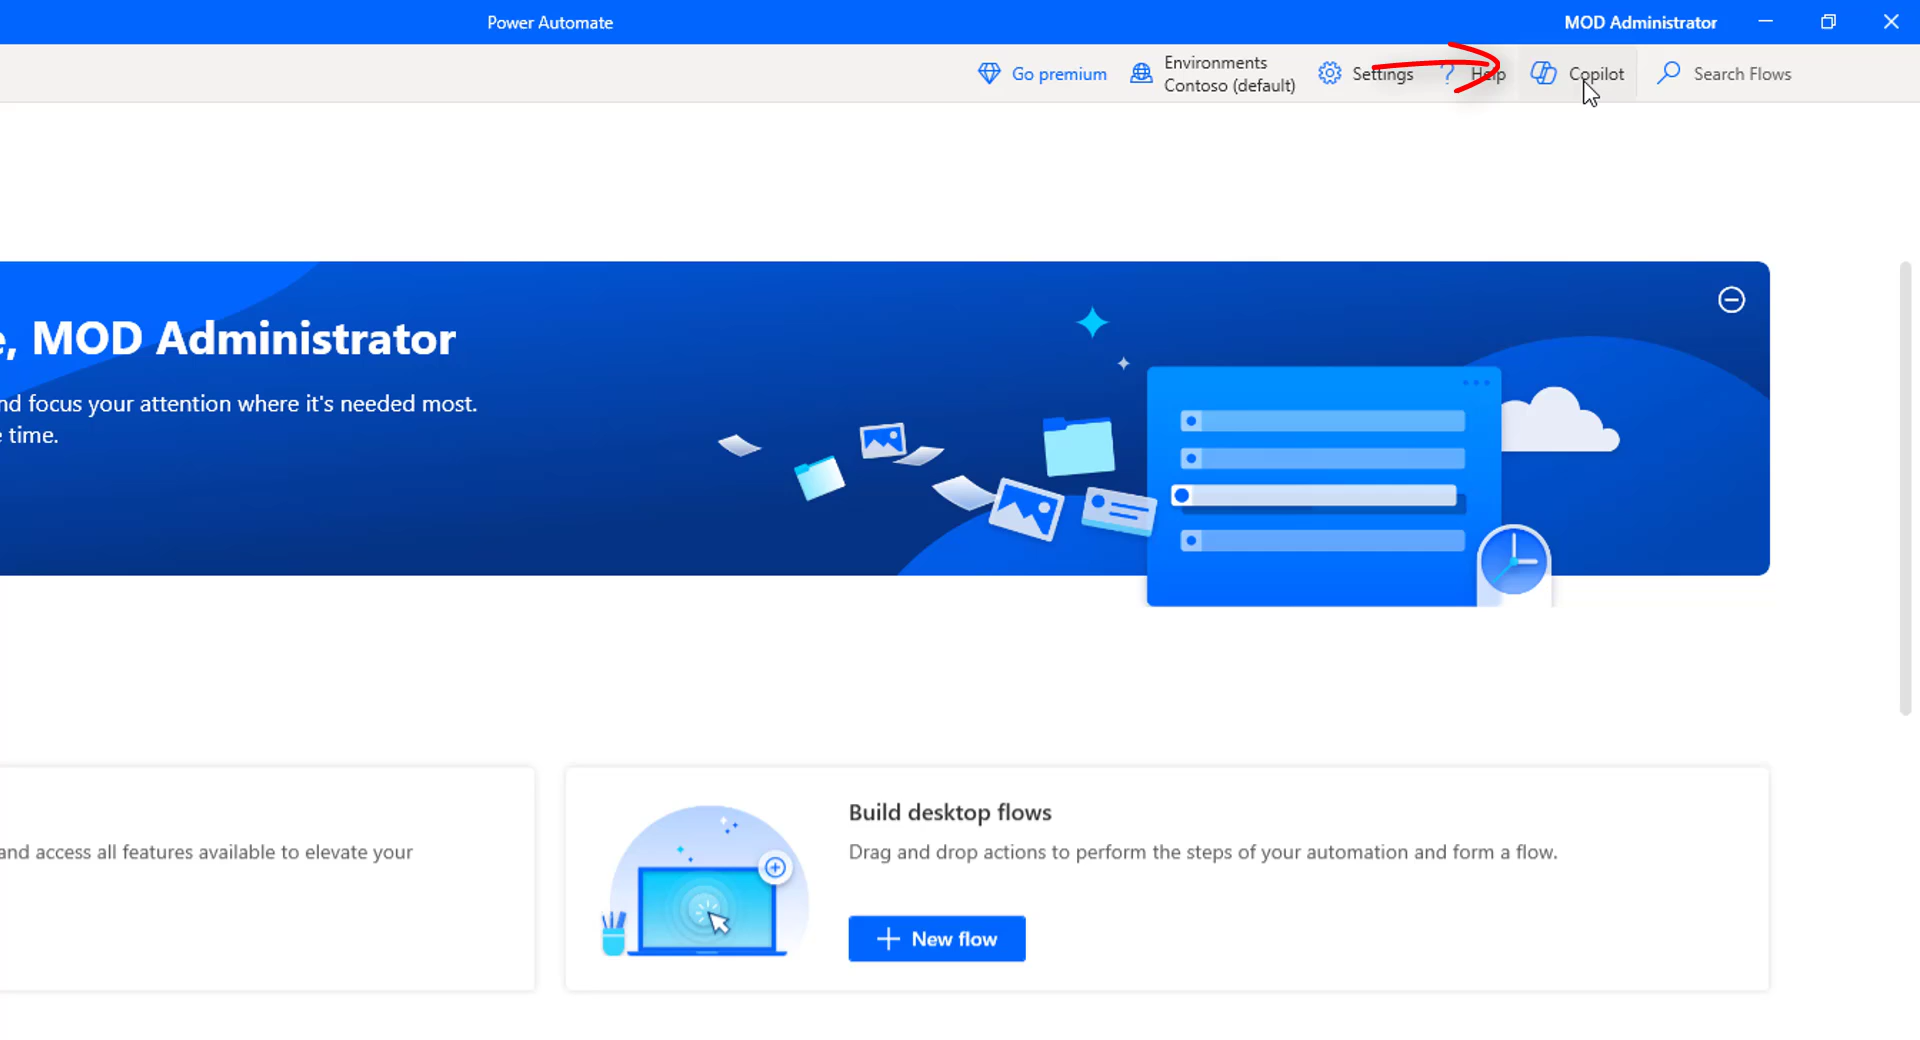 Power Automate
MOD Administrator
Go premium
Environments
Contoso (default)
Settings
? Help
Copilot
Search Flows
, MOD Administrator
nd focus your attention where it's needed most.
time.
and access all features available to elevate your
Build desktop flows
Drag and drop actions to perform the steps of your automation and form a flow.
New flow